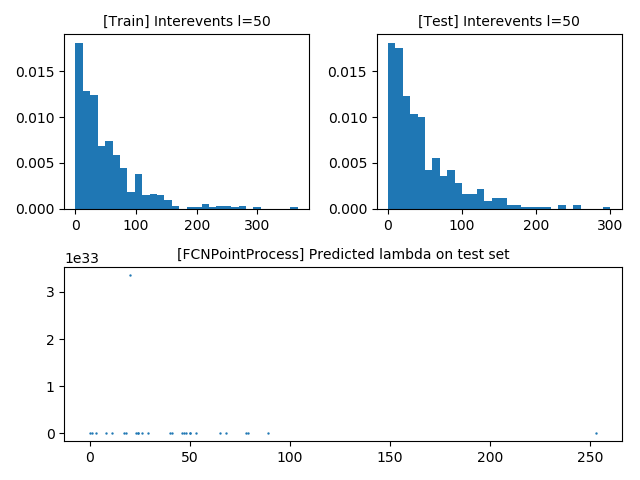 [Train] Interevents l=50
0.015
0.010
0.005
0.000
0 100 200 300
[Test] Interevents l=50
0.015
0.010
0.005
0.000
0 100 200 300
[FCNPointProcess] Predicted lambda on test set
1e33
3
2
1
0
0 50 100 150 200 250